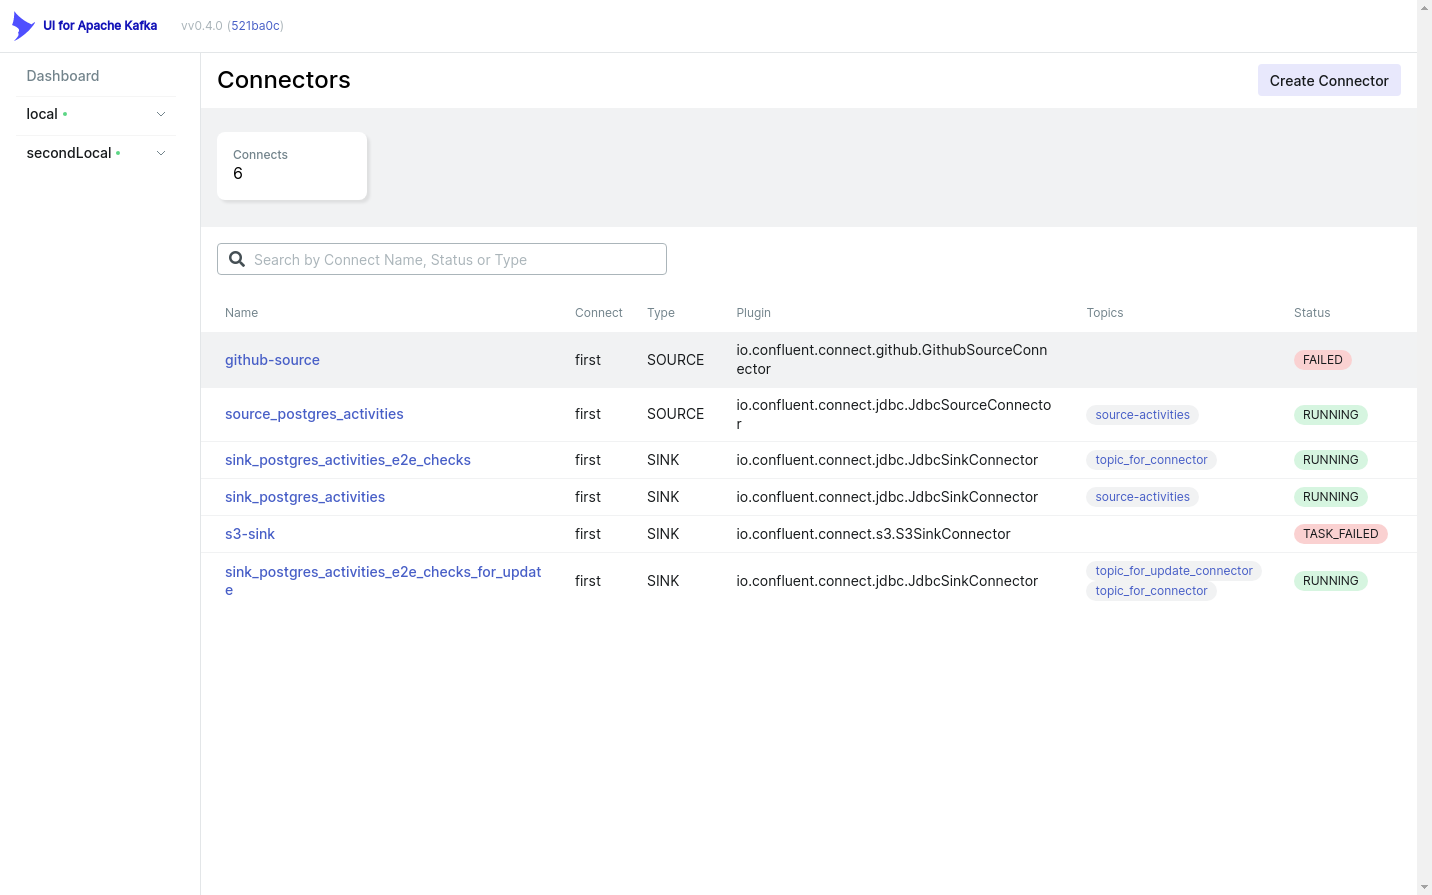 UI for Apache Kafka
vv0.4.0 (521ba0c)
Dashboard
local
secondLocal
Connectors
Create Connector
Connects
6
Search by Connect Name, Status or Type
Name Connect Type Plugin Topics Status
github-source first SOURCE io.confluent.connect.github.GithubSourceConn
ector
FAILED
source_postgres_activities first SOURCE io.confluent.connect.jdbc.JdbcSourceConnecto
r
source-activities RUNNING
sink_postgres_activities_e2e_checks first SINK io.confluent.connect.jdbc.JdbcSinkConnector topic_for_connector RUNNING
sink_postgres_activities first SINK io.confluent.connect.jdbc.JdbcSinkConnector source-activities RUNNING
s3-sink first SINK io.confluent.connect.s3.S3SinkConnector TASK_FAILED
sink_postgres_activities_e2e_checks_for_updat
e
first SINK io.confluent.connect.jdbc.JdbcSinkConnector
topic_for_update_connector
topic_for_connector
RUNNING